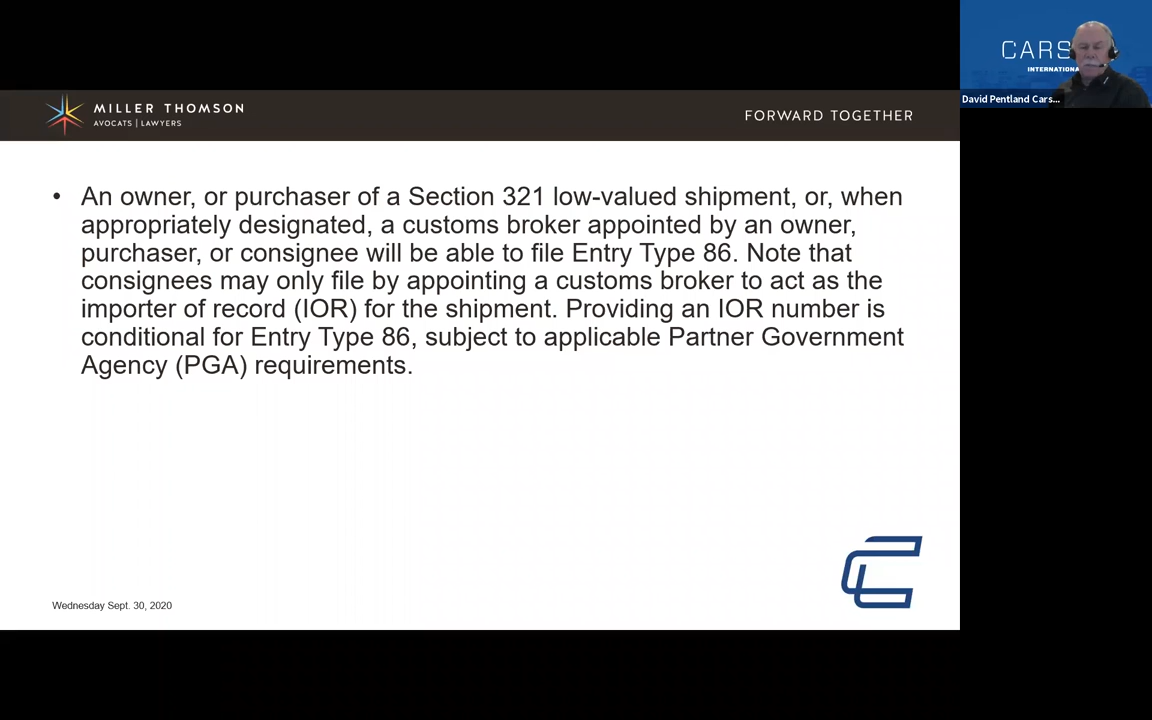 CARS
INTERNATIONA
David Pentland Cars...
MILLER THOMSON
AVOCATS | LAWYERS
FORWARD TOGETHER
• An owner, or purchaser of a Section 321 low-valued shipment, or, when
appropriately designated, a customs broker appointed by an owner,
purchaser, or consignee will be able to file Entry Type 86. Note that
consignees may only file by appointing a customs broker to act as the
importer of record (IOR) for the shipment. Providing an IOR number is
conditional for Entry Type 86, subject to applicable Partner Government
Agency (PGA) requirements.
Wednesday Sept. 30, 2020